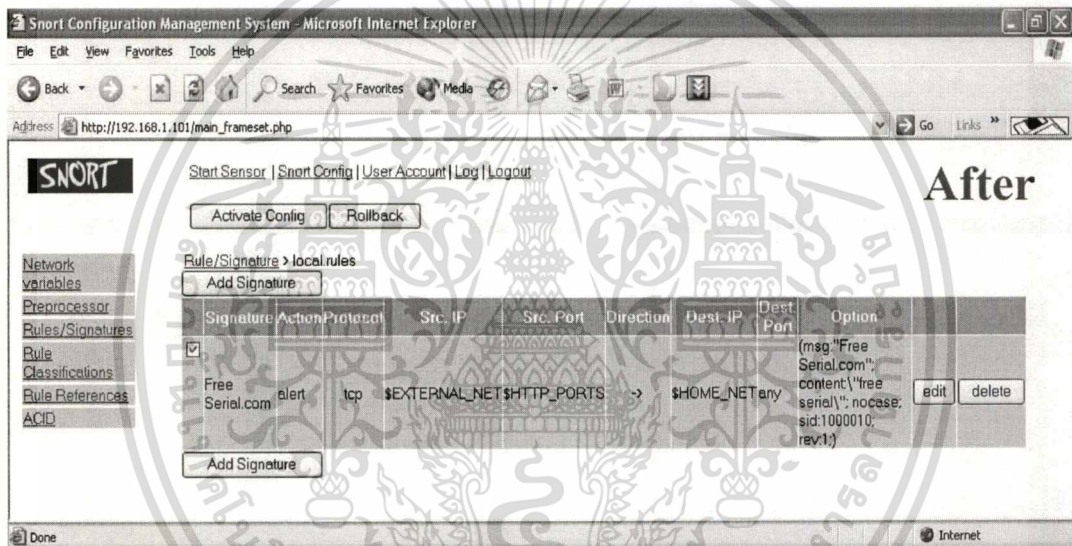 Snort Configuration Management System - Microsoft Internet Explorer
File Edit View Favorites Tools Help
Back Search Favorites Media
Address http://192.168.1.101/main_frameset.php Go Links »
SNORT
Start Sensor | Snort Config | User Account | Log | Logout
After
Activate Config Rollback
Network variables
Preprocessor
Rules/Signatures
Rule Classifications
Rule References
ACID
Rule/Signature > local.rules
Add Signature
Signature Action Protocol Src. IP Src. Port Direction Dest. IP Dest. Port Option
Free Serial.com alert tcp $EXTERNAL_NET $HTTP_PORTS -> $HOME_NET any
(msg:"Free
Serial.com";
content:\"free
serial\"; nocase;
sid:1000010;
rev:1;)
edit delete
Add Signature
Done Internet